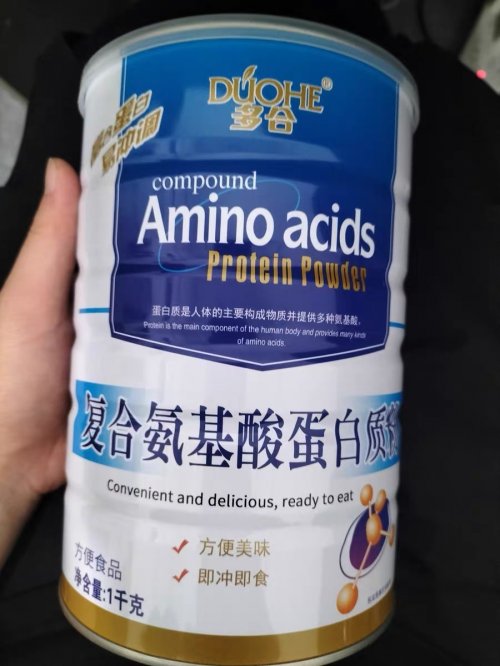 DUOHE®
多合
易冲调
compound
Amino acids
Protein Powder
蛋白质是人体的主要构成物质并提供多种氨基酸。
Protein is the main component of the human body and provides many kinds
of amino acids.
复合氨基酸蛋白质粉
Convenient and delicious, ready to eat
方便美味
即冲即食
方便食品
净含量:1千克